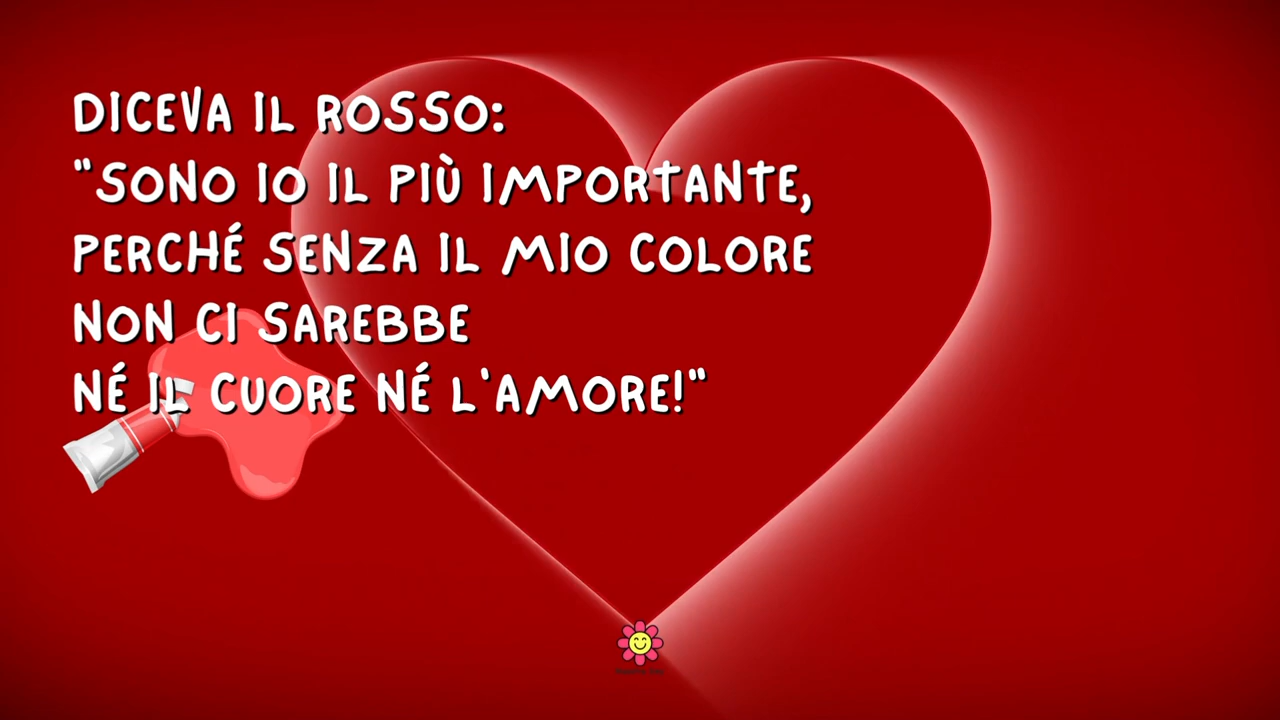 DICEVA IL ROSSO:
"SONO IO IL PIÙ IMPORTANTE,
PERCHÉ SENZA IL MIO COLORE
NON CI SAREBBE
NÉ IL CUORE NÉ L'AMORE!"